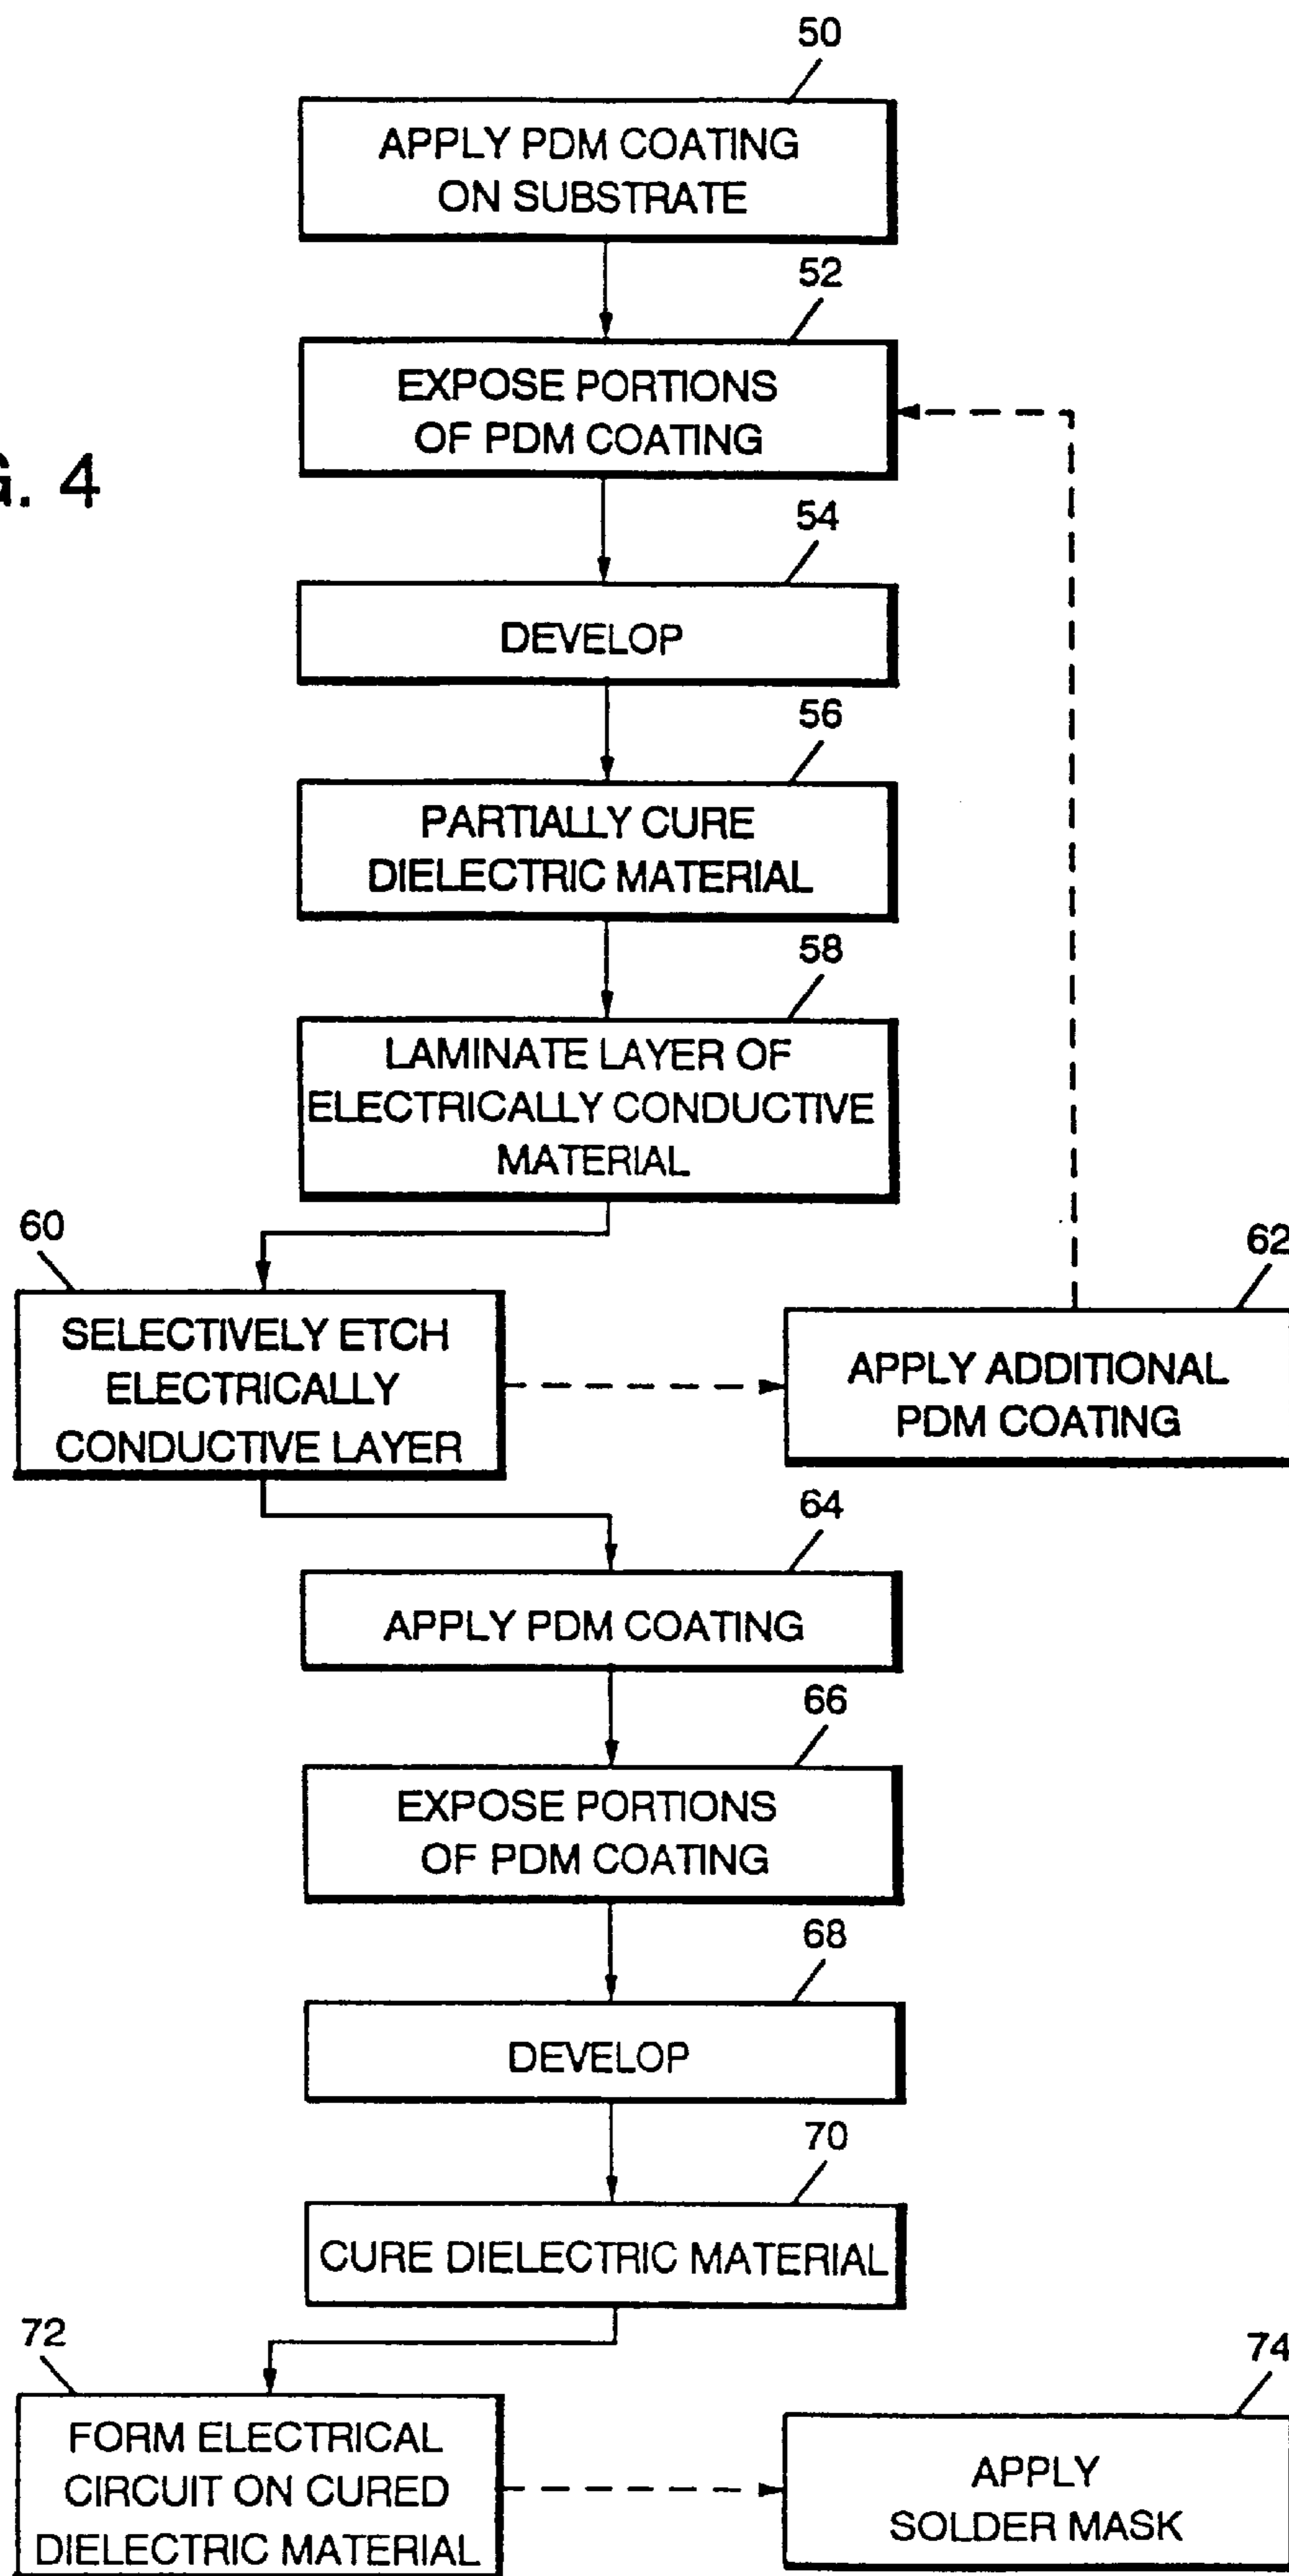 50
APPLY PDM COATING
ON SUBSTRATE
52
EXPOSE PORTIONS
OF PDM COATING
G. 4
54
DEVELOP
56
PARTIALLY CURE
DIELECTRIC MATERIAL
58
LAMINATE LAYER OF
ELECTRICALLY CONDUCTIVE
MATERIAL
60
SELECTIVELY ETCH
ELECTRICALLY
CONDUCTIVE LAYER
62
APPLY ADDITIONAL
PDM COATING
64
APPLY PDM COATING
66
EXPOSE PORTIONS
OF PDM COATING
68
DEVELOP
70
CURE DIELECTRIC MATERIAL
72
FORM ELECTRICAL
CIRCUIT ON CURED
DIELECTRIC MATERIAL
74
APPLY
SOLDER MASK